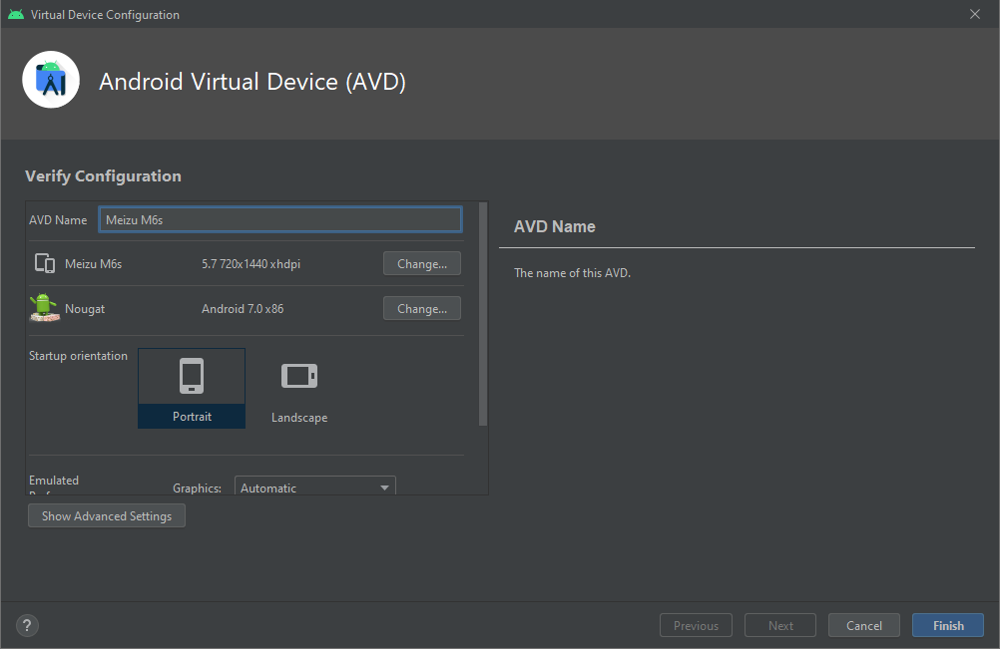 Virtual Device Configuration
Android Virtual Device (AVD)
Verify Configuration
AVD Name Meizu M6s
Meizu M6s 5.7 720x1440 xhdpi Change...
Nougat Android 7.0 x86 Change...
Startup orientation
Portrait Landscape
Emulated
Graphics: Automatic
Show Advanced Settings
AVD Name
The name of this AVD.
? Previous Next Cancel Finish